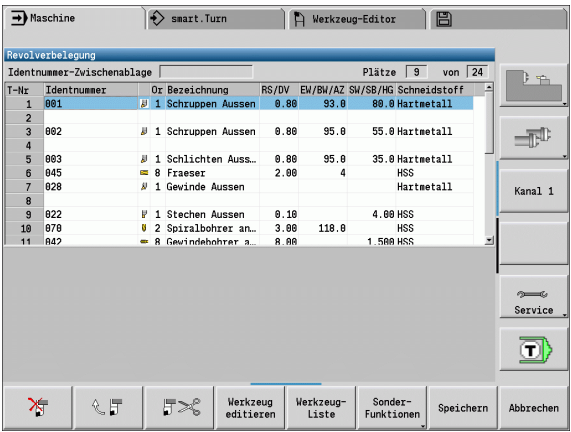 Maschine smart.Turn Werkzeug-Editor
Revolverbelegung
Identnummer-Zwischenablage Plätze 9 von 24
T-Nr Identnummer Or Bezeichnung RS/DV EW/BW/AZ SW/SB/HG Schneidstoff
1 001 1 Schruppen Aussen 0.80 93.0 80.0 Hartmetall
2
3 002 1 Schruppen Aussen 0.80 95.0 55.0 Hartmetall
4
5 003 1 Schlichten Auss… 0.80 95.0 35.0 Hartmetall
6 045 8 Fraeser 2.00 4 HSS
7 028 1 Gewinde Aussen Hartmetall
8
9 022 1 Stechen Aussen 0.10 4.00 HSS
10 070 2 Spiralbohrer an… 3.00 118.0 HSS
11 042 8 Gewindebohrer a… 8.00 1.500 HSS
Kanal 1
Service
T
Werkzeug editieren
Werkzeug-Liste
Sonder-Funktionen
Speichern
Abbrechen